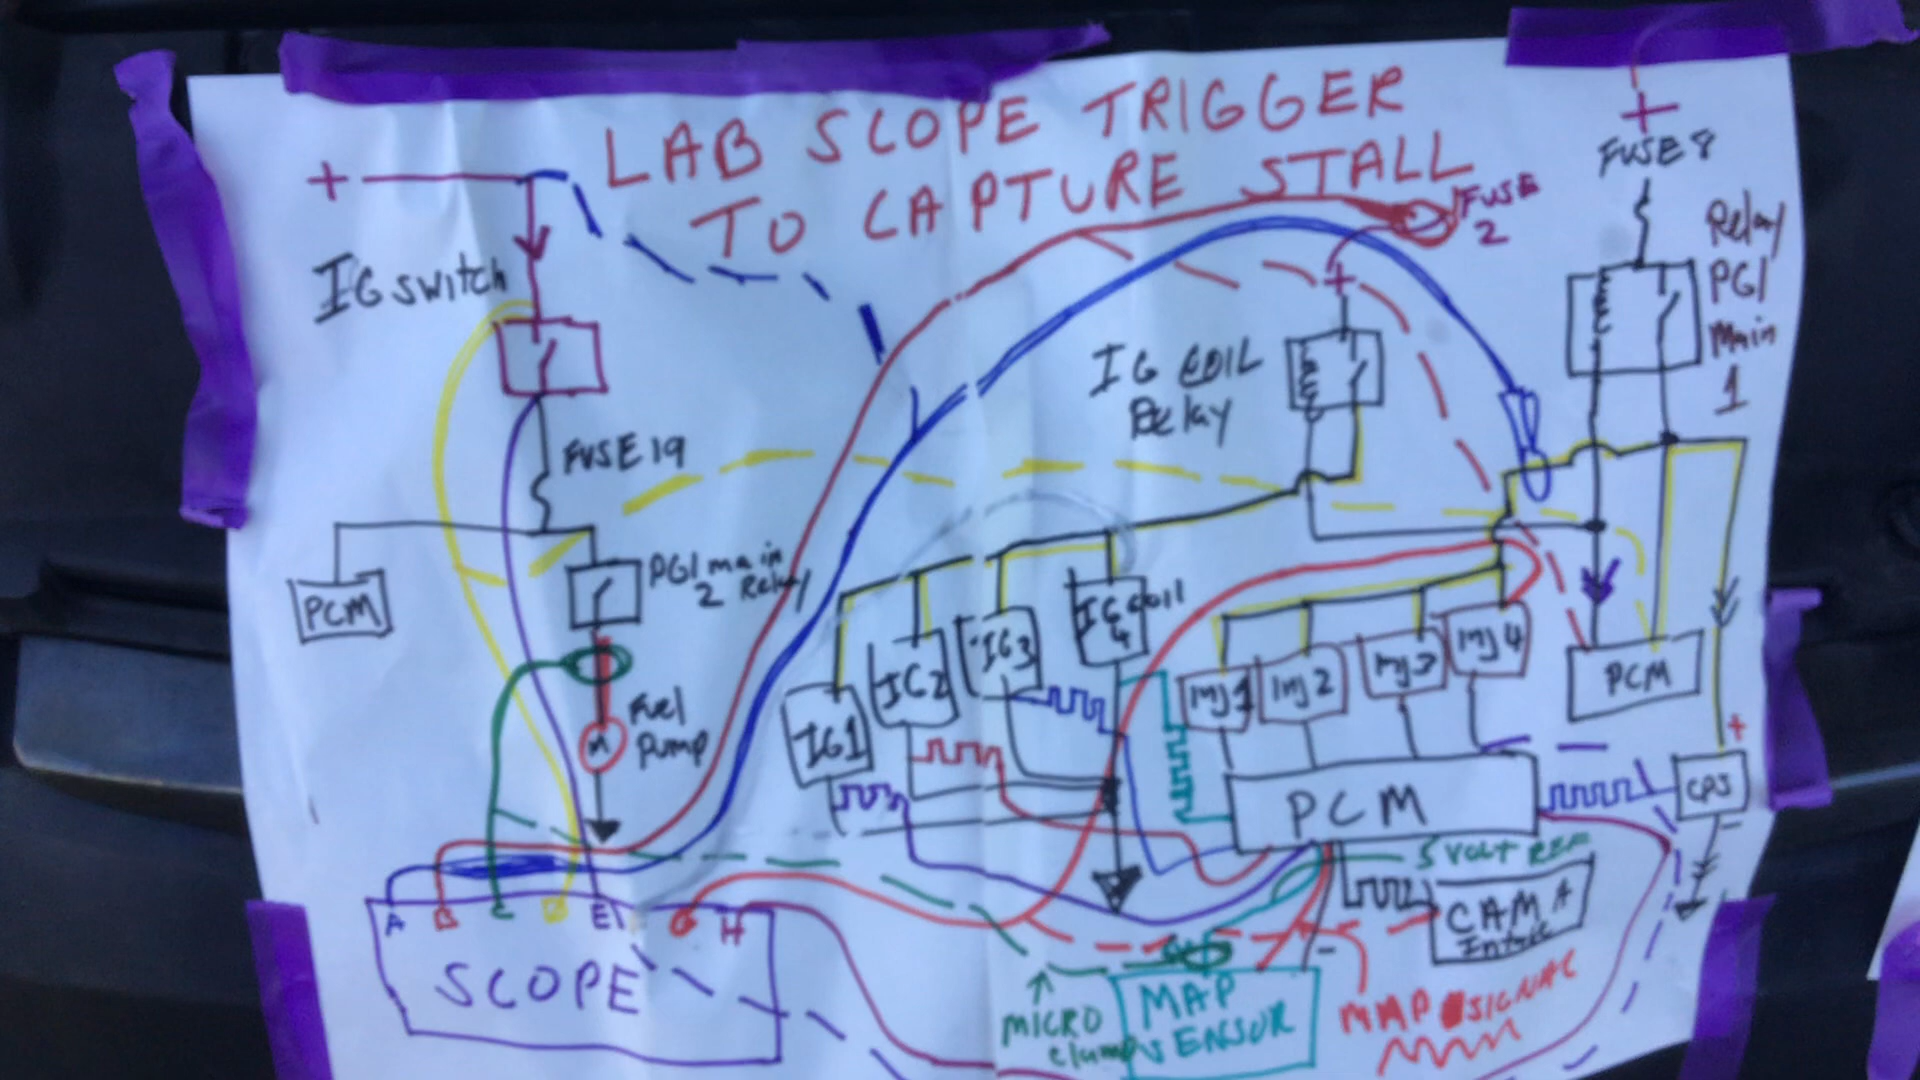 LAB SCOPE TRIGGER
TO CAPTURE STALL
+
IG SWITCH
FUSE 19
PCM
PGI main
2 Relay
Fuel
Pump
M
FUSE
2
+
IG COIL
Relay
+
FUSE 8
Relay
PGI
Main
1
IG1
IG2
IG3
IG coil
4
INJ 1
INJ 2
INJ 3
INJ 4
PCM
PCM
+
CPS
-
5 VOLT REF
CAM A
Intake
A B C D E G H
SCOPE
MICRO
clamp
MAP
SENSOR
-
MAP SIGNAL